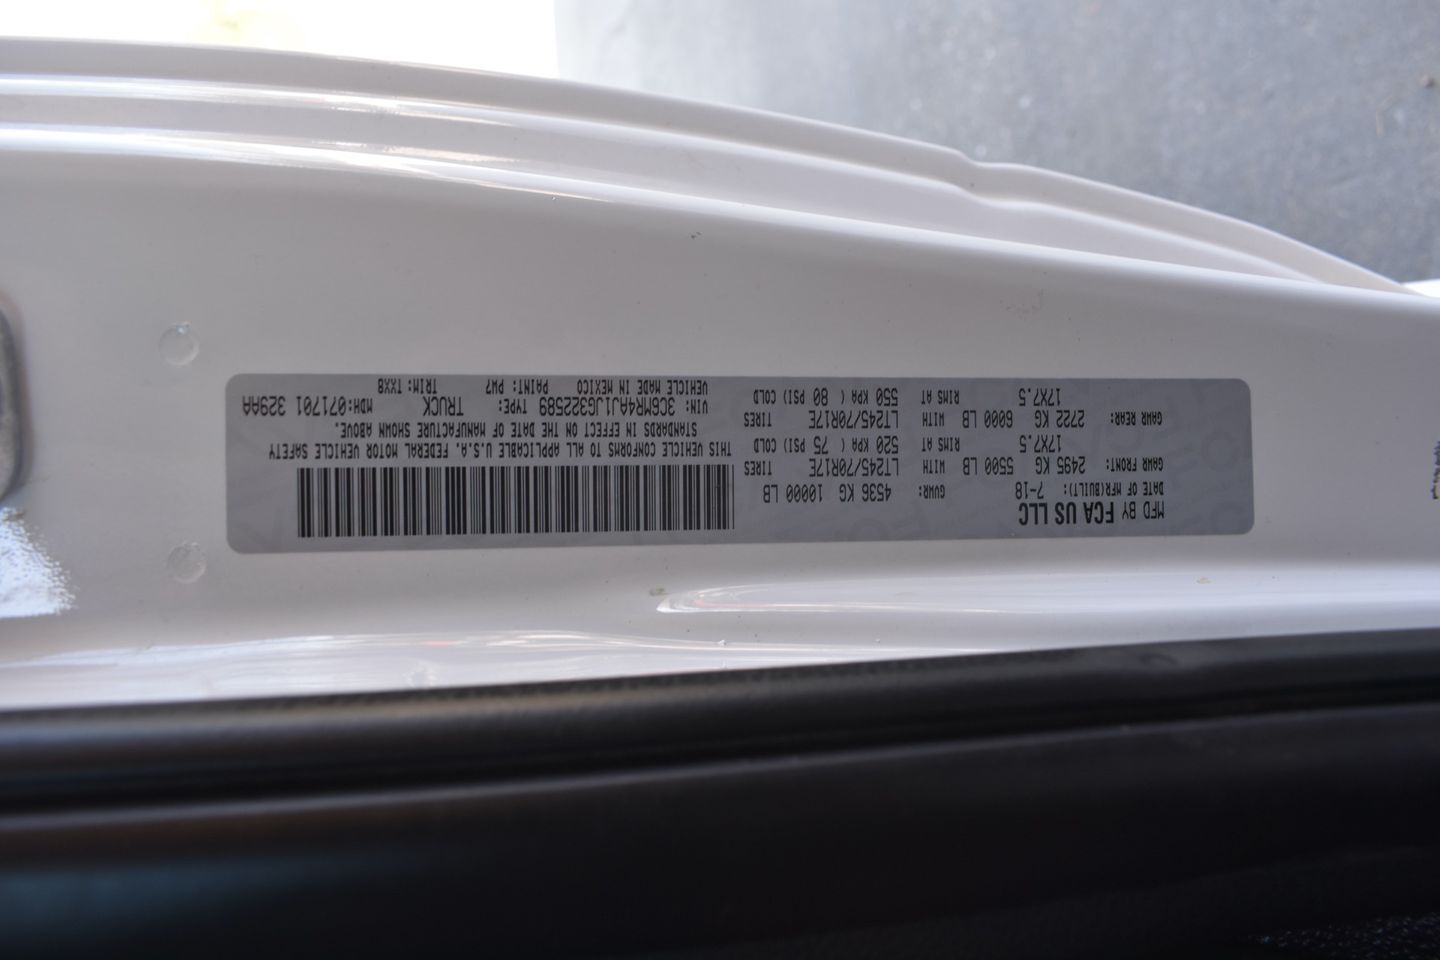 MFD BY FCA US LLC
DATE OF MFR(BUILT): 7-18 GVWR: 4536 KG 10000 LB
GAWR FRONT: 2495 KG 5500 LB WITH TIRES LT245/70R17E
17X7.5 RIMS AT 520 KPA ( 75 PSI) COLD
GAWR REAR: 2722 KG 6000 LB WITH TIRES LT245/70R17E
17X7.5 RIMS AT 550 KPA ( 80 PSI) COLD
THIS VEHICLE CONFORMS TO ALL APPLICABLE U.S.A. FEDERAL MOTOR VEHICLE SAFETY
STANDARDS IN EFFECT ON THE DATE OF MANUFACTURE SHOWN ABOVE.
VIN: 3C6MR4AJ1JG322589 TYPE: TRUCK MDH:071701 329AA
VEHICLE MADE IN MEXICO PAINT: PW7 TRIM: TXX8